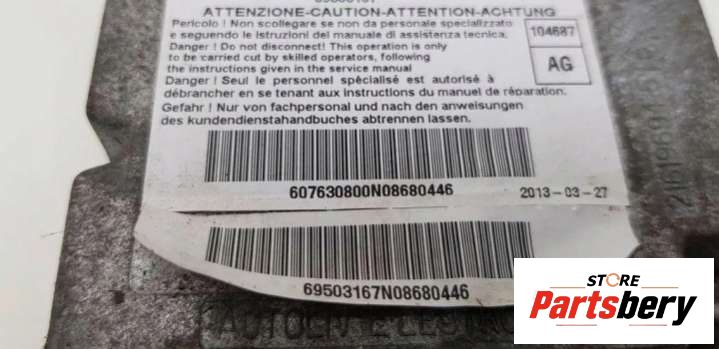 ATTENZIONE-CAUTION-ATTENTION-ACHTUNG
Pericolo ! Non scollegare se non da personale specializzato
e seguendo le istruzioni del manuale di assistenza tecnica.
Danger ! Do not disconnect! This operation is only
to be carried cut by skilled operators, following
the instructions given in the service manual
Danger ! Seul le personnel spécialisé est autorisé à
débrancher en se tenant aux instructions du manuel de réparation.
Gefahr ! Nur von fachpersonal und nach den anweisungen
des kundendiensthandbuches abtrennen lassen.
104687
AG
607630800N08680446
2013-03-27
69503167N08680446
STORE
Partsbery